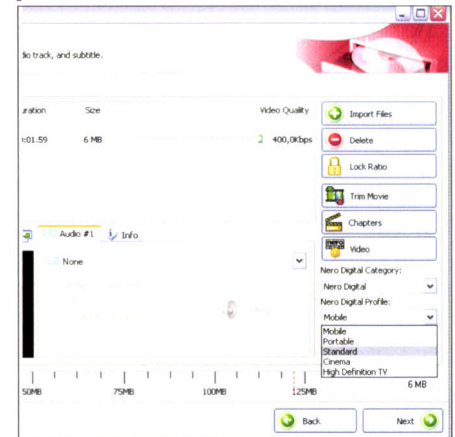 dio track, and subtitle.
uration Size Video Quality
0:01.59 6 MB 400,0Kbps
Import Files
Delete
Lock Ratio
Trim Movie
Chapters
Video
Audio #1 Info
None
Nero Digital Category:
Nero Digital
Nero Digital Profile:
Mobile
Mobile
Portable
Standard
Cinema
High Definition TV
50MB 75MB 100MB 125MB 6 MB
Back Next